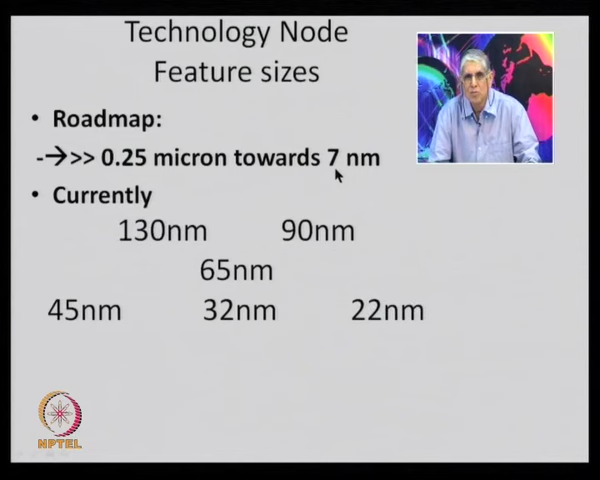 Technology Node
Feature sizes
• Roadmap:
-→>> 0.25 micron towards 7 nm
• Currently
130nm 90nm
65nm
45nm 32nm 22nm
NPTEL